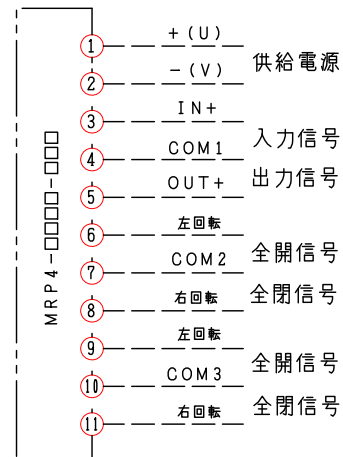 ① +(U)
供給電源
② -(V)
③ IN+
入力信号
④ COM1
出力信号
⑤ OUT+
⑥ 左回転
全開信号
⑦ COM2
全閉信号
⑧ 右回転
⑨ 左回転
全開信号
⑩ COM3
全閉信号
⑪ 右回転
MRP4-□□□□-□□□